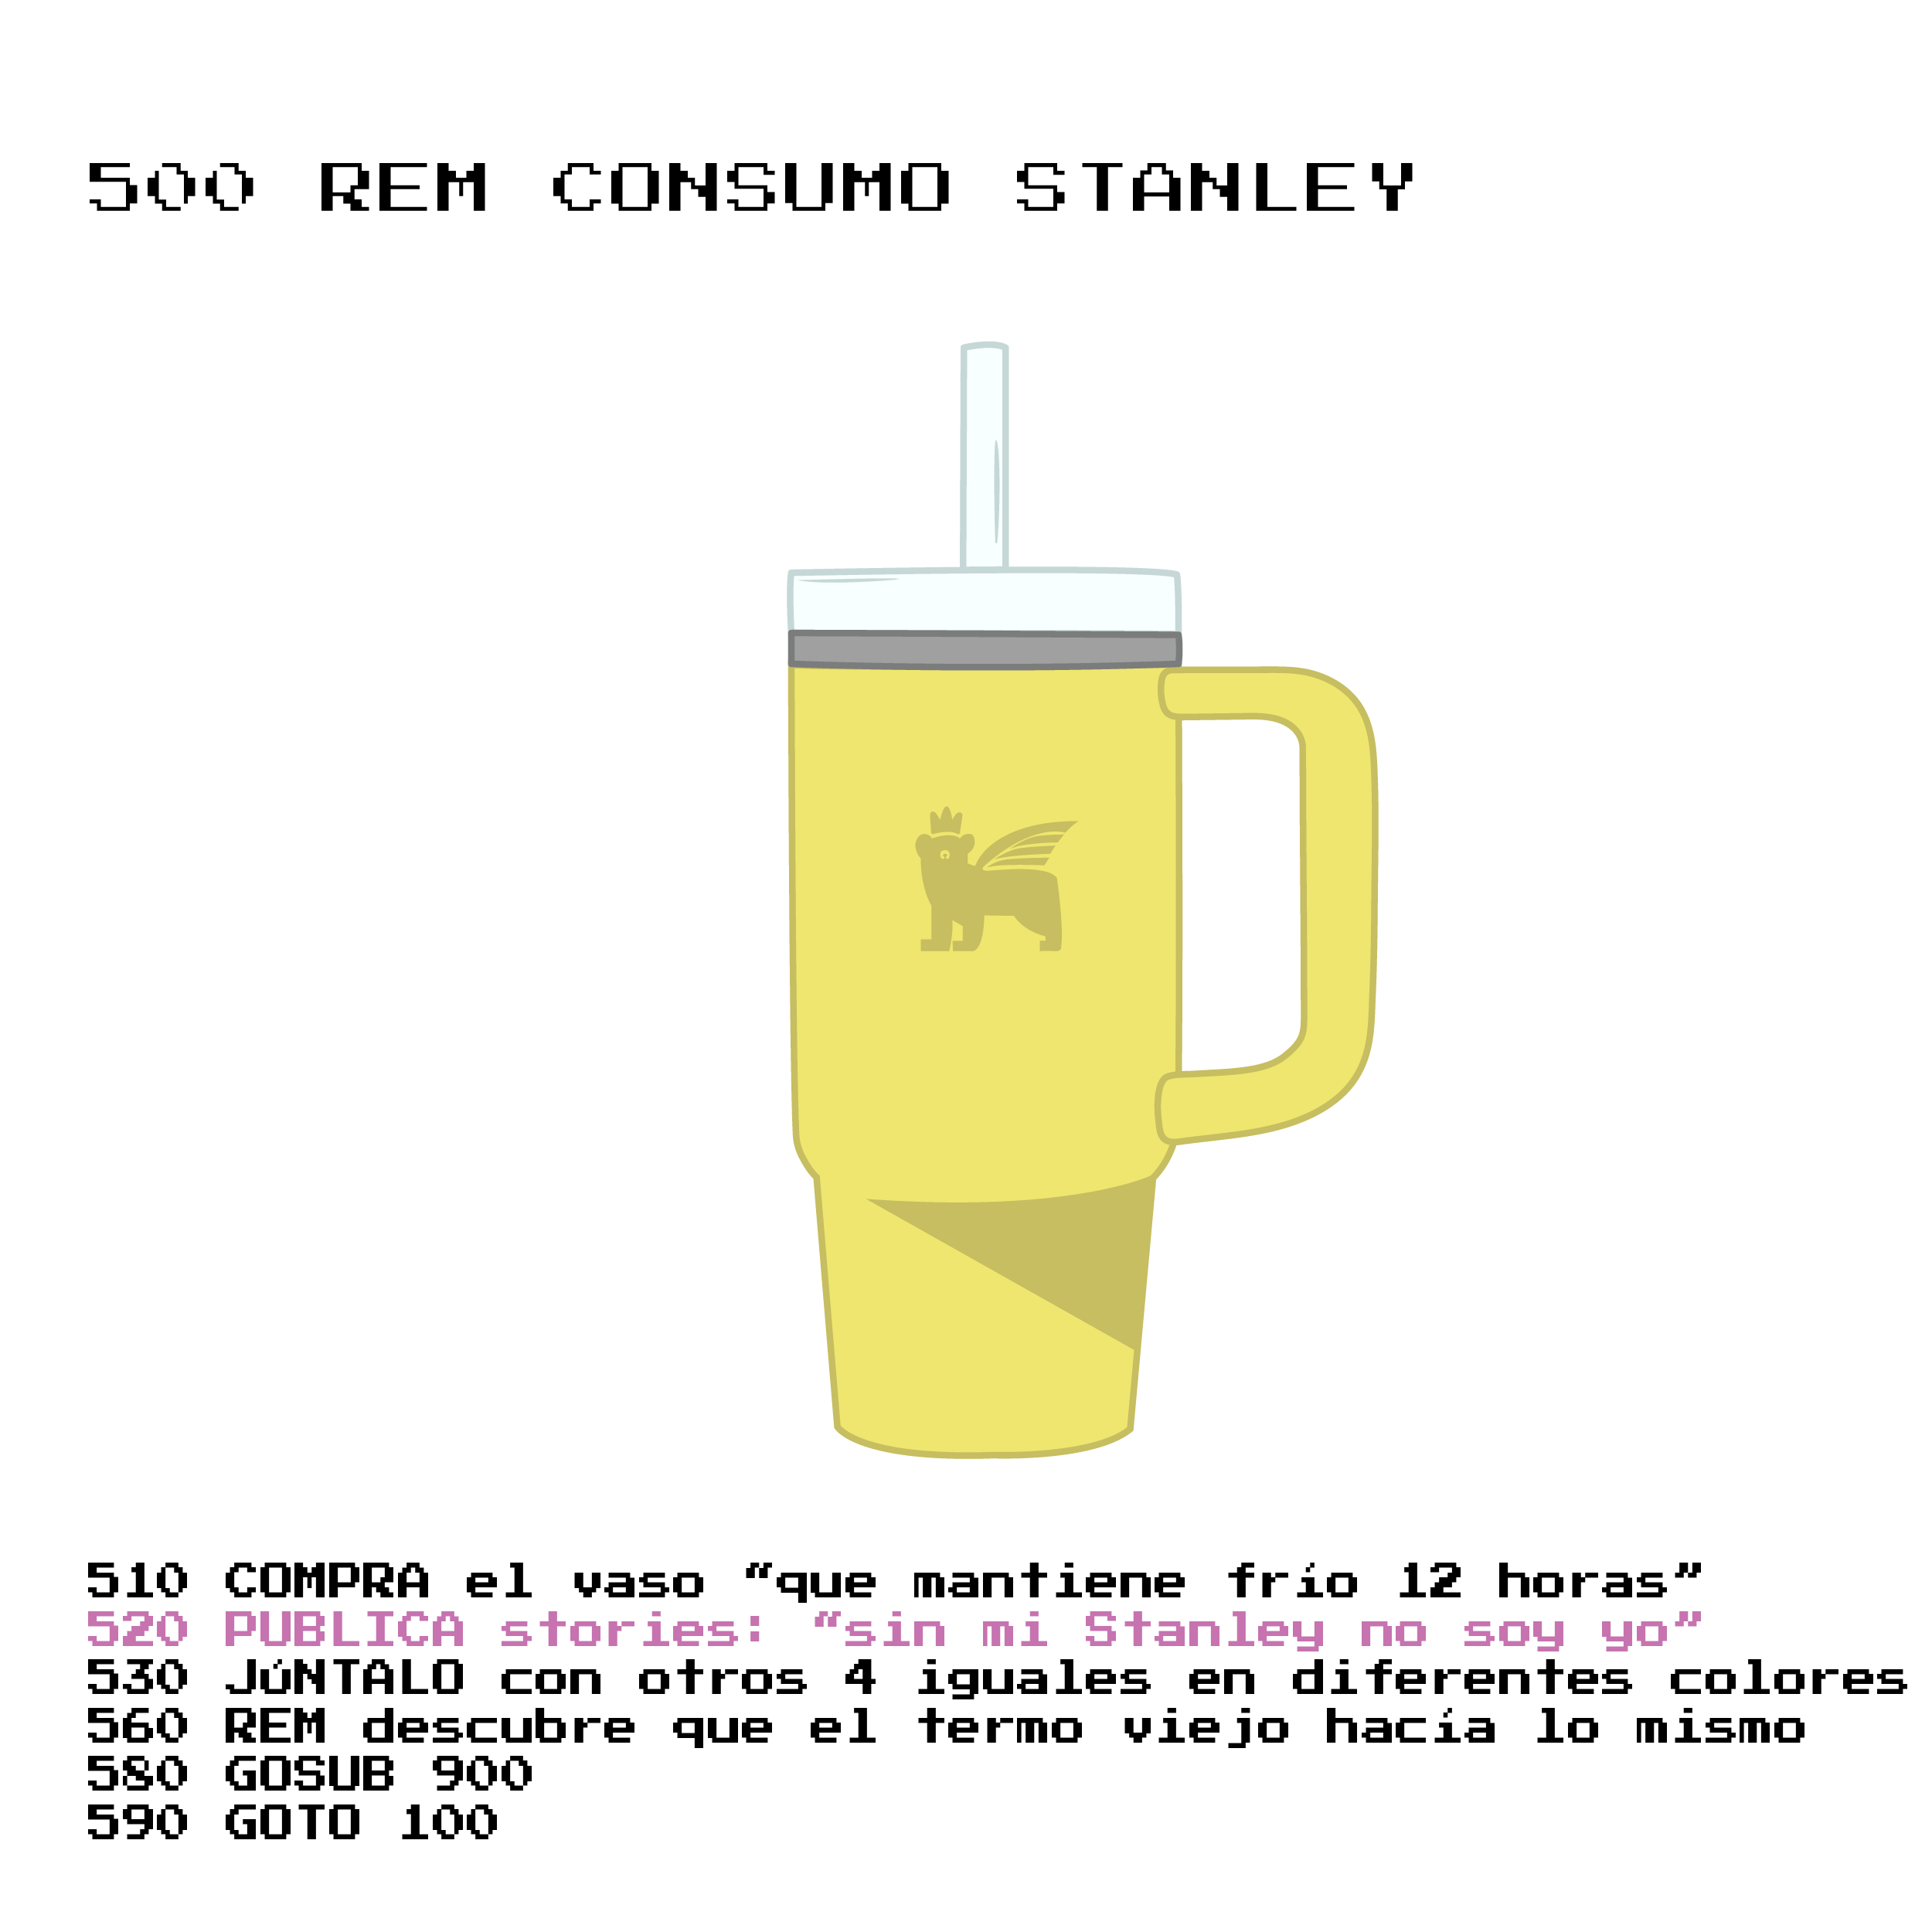 500 REM CONSUMO STANLEY
510 COMPRA el vaso “que mantiene frío 12 horas”
520 PUBLICA stories: “sin mi Stanley no soy yo”
530 JÚNTALO con otros 4 iguales en diferentes colores
560 REM descubre que el termo viejo hacía lo mismo
580 GOSUB 900
590 GOTO 100